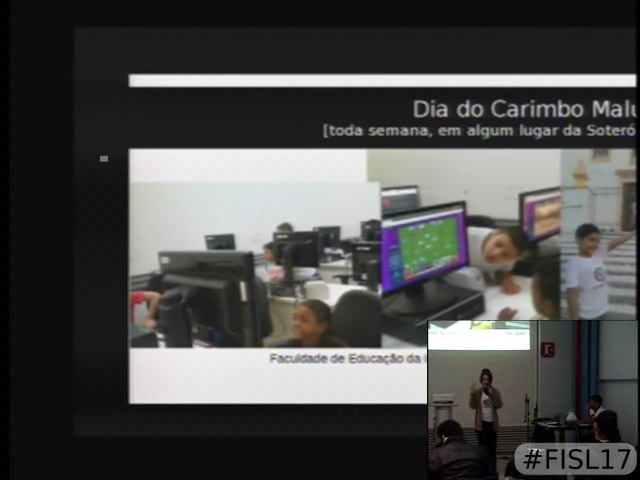 Dia do Carimbo Malu
[toda semana, em algum lugar da Soteró
Faculdade de Educação da
#FISL17